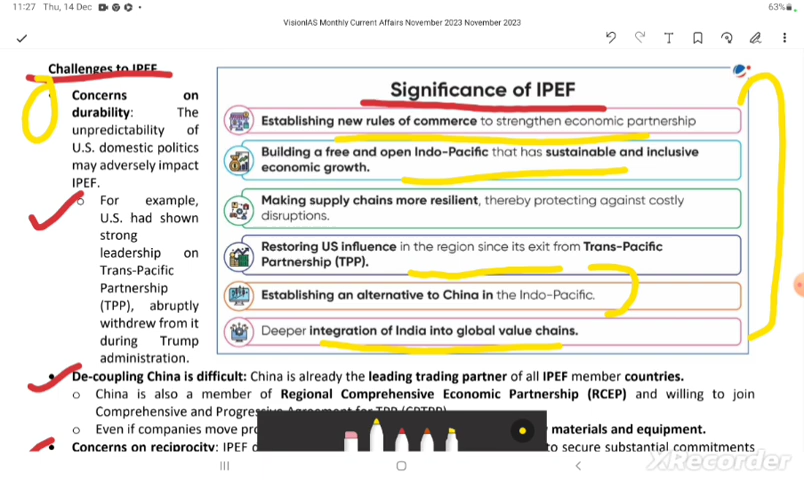 11:27 Thu, 14 Dec
63%
VisionIAS Monthly Current Affairs November 2023 November 2023
Challenges to IPEF
Concerns on
durability: The
unpredictability of
U.S. domestic politics
may adversely impact
IPEF.
o For example,
U.S. had shown
strong
leadership on
Trans-Pacific
Partnership
(TPP), abruptly
withdrew from it
during Trump
administration.
Significance of IPEF
Establishing new rules of commerce to strengthen economic partnership
Building a free and open Indo-Pacific that has sustainable and inclusive
economic growth.
Making supply chains more resilient, thereby protecting against costly
disruptions.
Restoring US influence in the region since its exit from Trans-Pacific
Partnership (TPP).
Establishing an alternative to China in the Indo-Pacific.
Deeper integration of India into global value chains.
• De-coupling China is difficult: China is already the leading trading partner of all IPEF member countries.
o China is also a member of Regional Comprehensive Economic Partnership (RCEP) and willing to join
Comprehensive and
o Even if companies move materials and equipment.
• Concerns on reciprocity: IPEF to secure substantial commitments
XRecorder